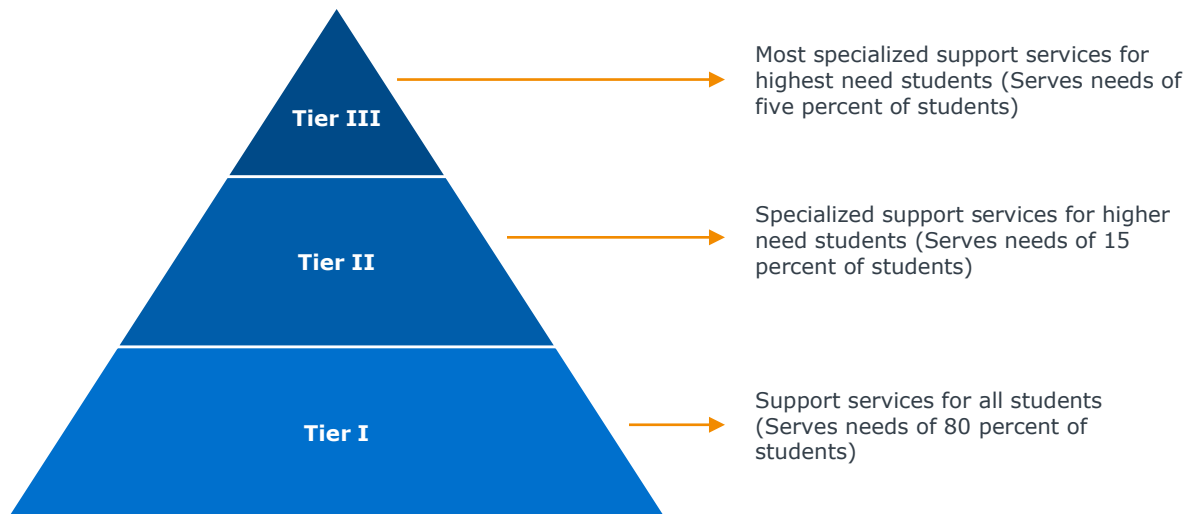 Most specialized support services for
highest need students (Serves needs of
five percent of students)
Tier III
Specialized support services for higher
need students (Serves needs of 15
percent of students)
Tier II
Support services for all students
(Serves needs of 80 percent of
students)
Tier I